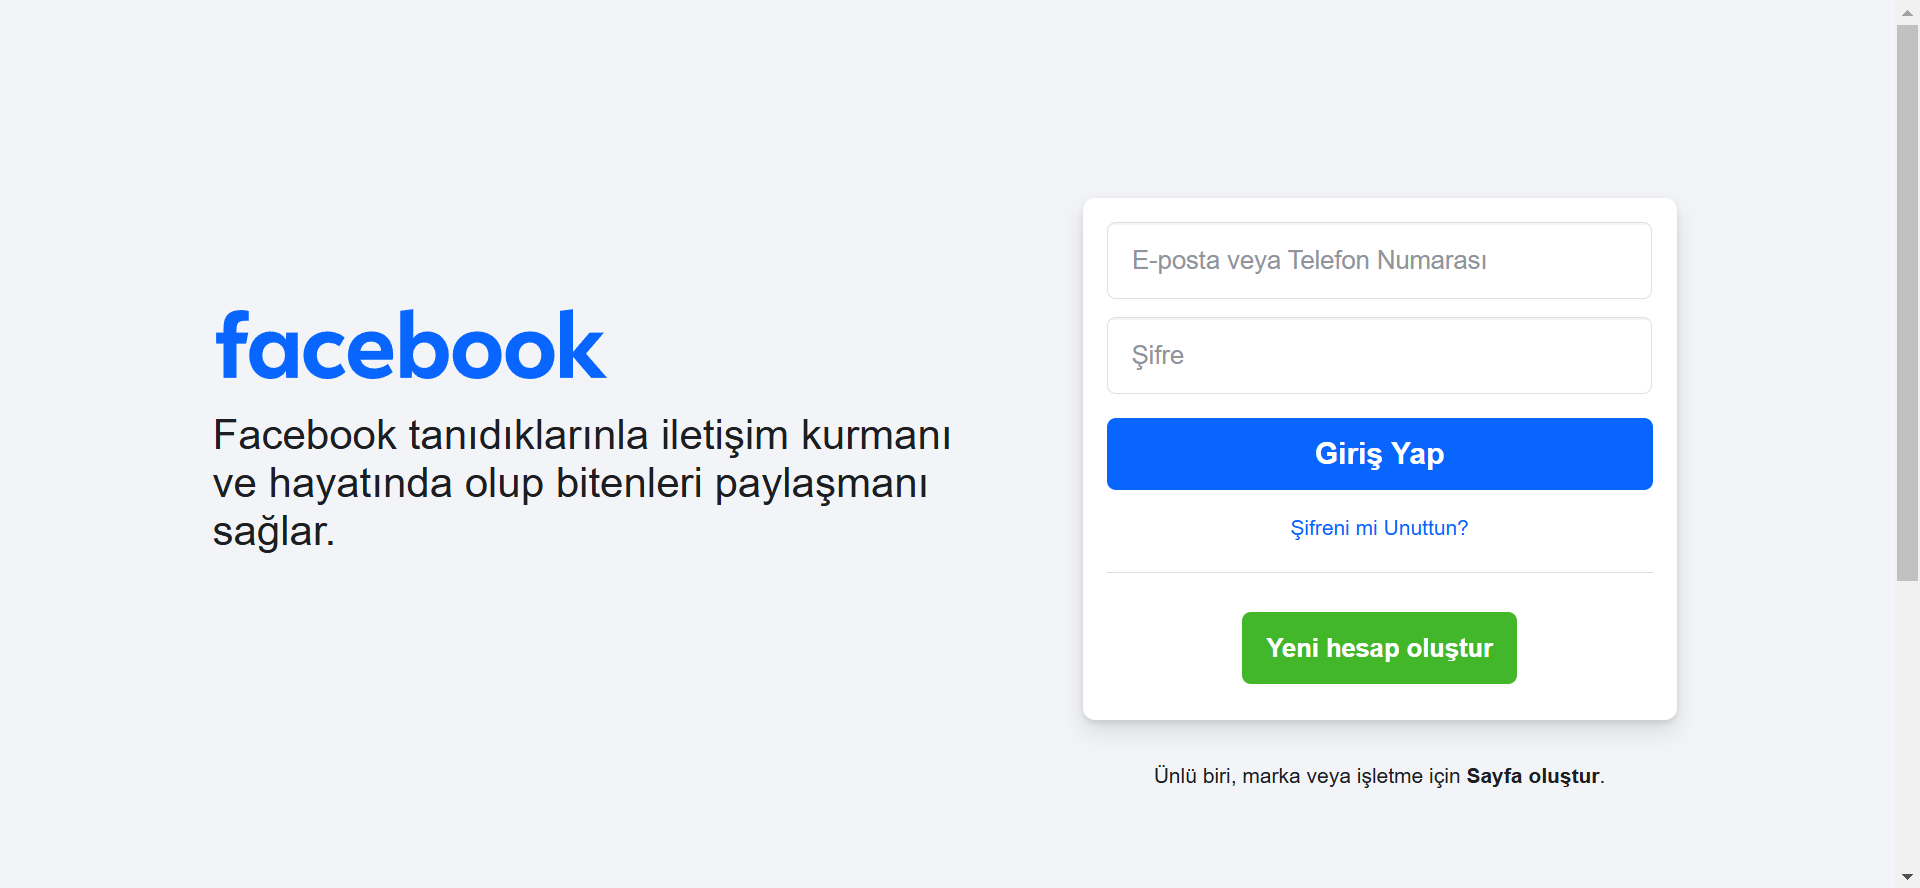 facebook
Facebook tanıdıklarınla iletişim kurmanı
ve hayatında olup bitenleri paylaşmanı
sağlar.
E-posta veya Telefon Numarası
Şifre
Giriş Yap
Şifreni mi Unuttun?
Yeni hesap oluştur
Ünlü biri, marka veya işletme için Sayfa oluştur.